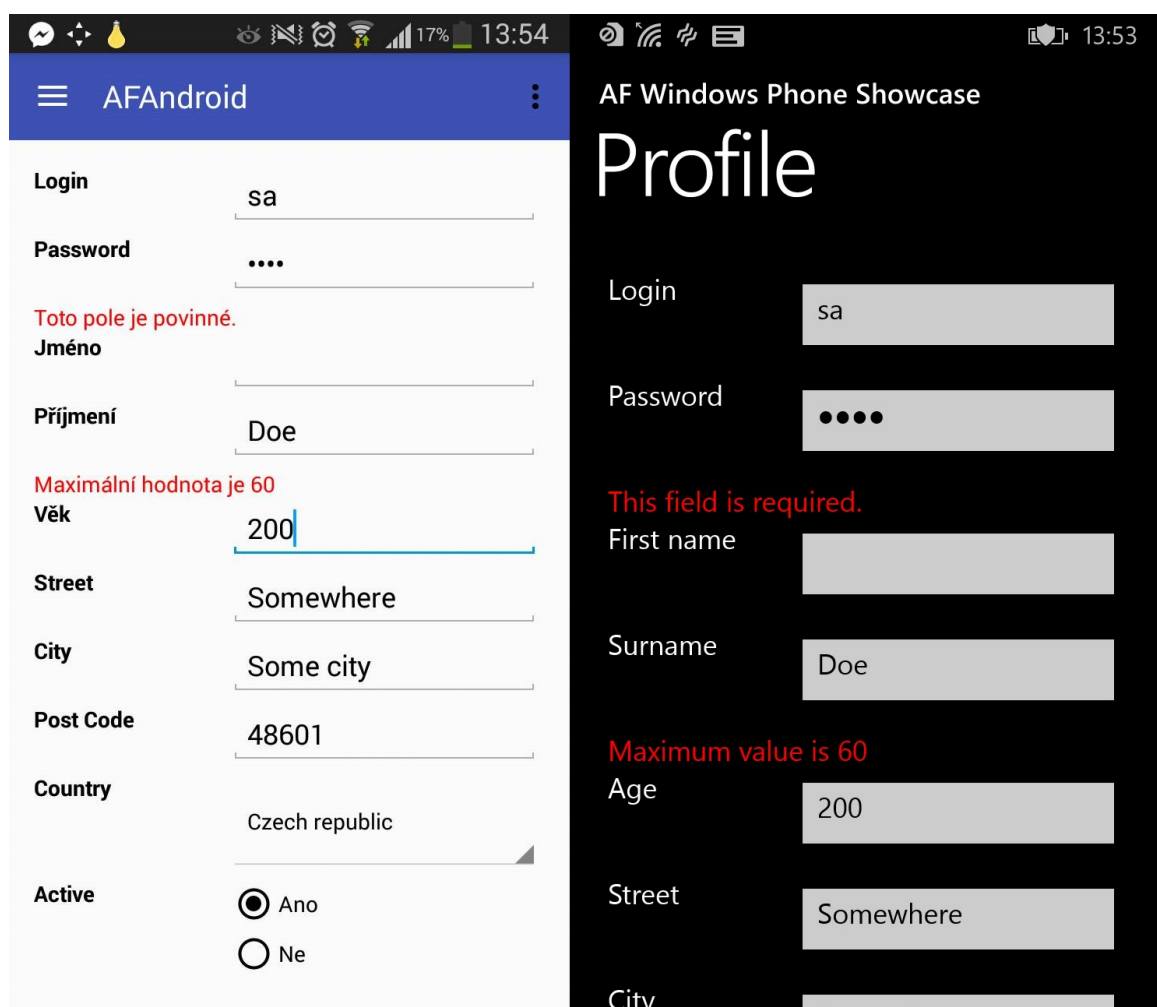 17% 13:54
AFAndroid
Login
sa
Password
••••
Toto pole je povinné.
Jméno
Příjmení
Doe
Maximální hodnota je 60
Věk
200
Street
Somewhere
City
Some city
Post Code
48601
Country
Czech republic
Active
Ano
Ne
13:53
AF Windows Phone Showcase
Profile
Login
sa
Password
••••
This field is required.
First name
Surname
Doe
Maximum value is 60
Age
200
Street
Somewhere
City